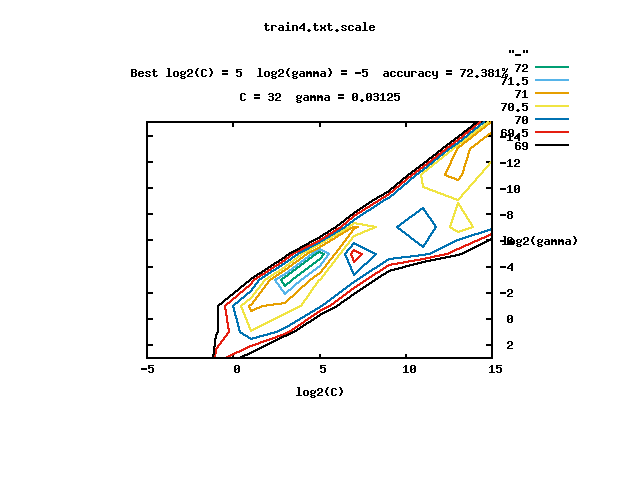 train4.txt.scale
"-"
Best log2(C) = 5 log2(gamma) = -5 accuracy = 72.381%
72
71.5
C = 32 gamma = 0.03125
71
70.5
70
69.5
69
-14
-12
-10
-8
-6
log2(gamma)
-4
-2
0
2
-5 0 5 10 15
log2(C)